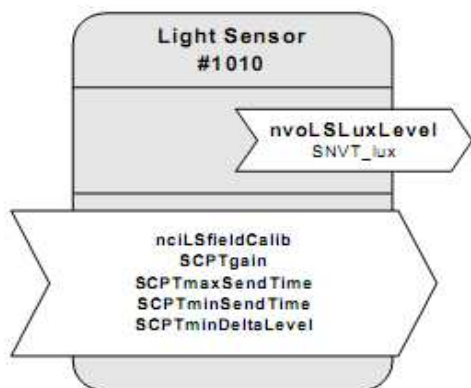 Light Sensor
#1010
nvoLSLuxLevel
SNVT_lux
nciLSfieldCalib
SCPTgain
SCPTmaxSendTime
SCPTminSendTime
SCPTminDeltaLevel